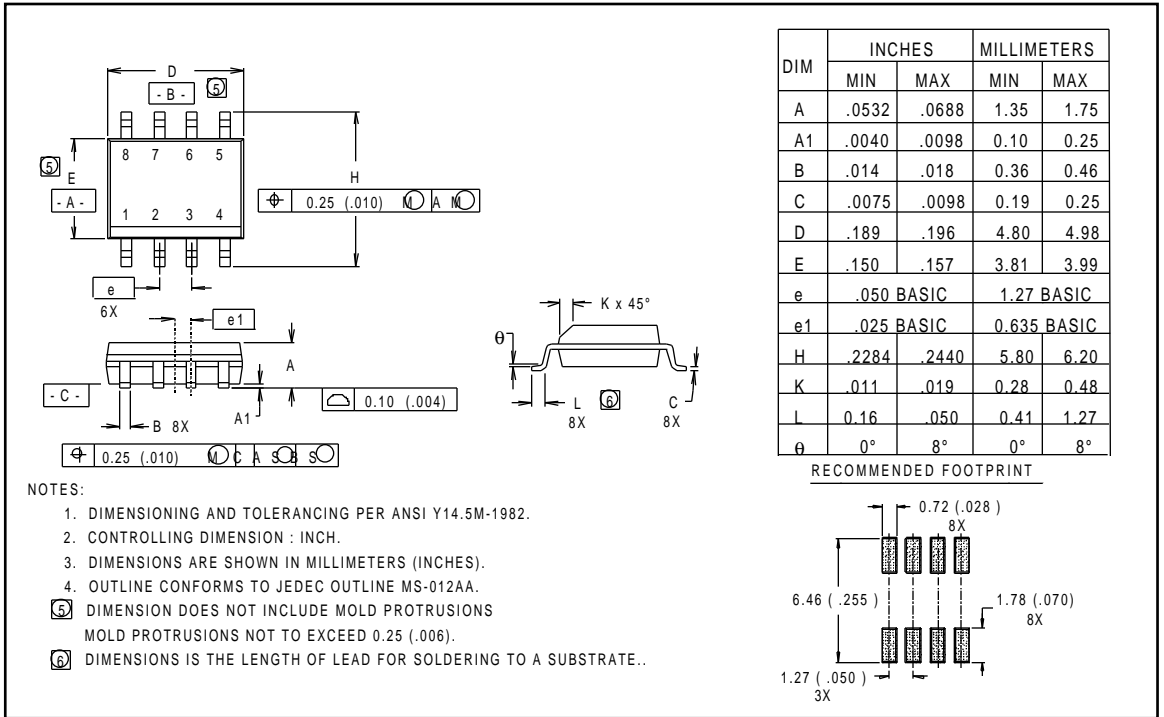 D
- B -
5
8 7 6 5
5
E
- A -
H
⌖ 0.25 (.010) M A M
1 2 3 4
e
6X
e1
A
- C -
A1
B 8X
0.10 (.004)
⌖ 0.25 (.010) M C A S B S
K x 45°
θ
L
8X
6
C
8X
DIM INCHES MILLIMETERS
MIN MAX MIN MAX
A .0532 .0688 1.35 1.75
A1 .0040 .0098 0.10 0.25
B .014 .018 0.36 0.46
C .0075 .0098 0.19 0.25
D .189 .196 4.80 4.98
E .150 .157 3.81 3.99
e .050 BASIC 1.27 BASIC
e1 .025 BASIC 0.635 BASIC
H .2284 .2440 5.80 6.20
K .011 .019 0.28 0.48
L 0.16 .050 0.41 1.27
θ 0° 8° 0° 8°
RECOMMENDED FOOTPRINT
0.72 (.028 )
8X
6.46 ( .255 )
1.78 (.070)
8X
1.27 ( .050 )
3X
NOTES:
1. DIMENSIONING AND TOLERANCING PER ANSI Y14.5M-1982.
2. CONTROLLING DIMENSION : INCH.
3. DIMENSIONS ARE SHOWN IN MILLIMETERS (INCHES).
4. OUTLINE CONFORMS TO JEDEC OUTLINE MS-012AA.
5 DIMENSION DOES NOT INCLUDE MOLD PROTRUSIONS
MOLD PROTRUSIONS NOT TO EXCEED 0.25 (.006).
6 DIMENSIONS IS THE LENGTH OF LEAD FOR SOLDERING TO A SUBSTRATE..